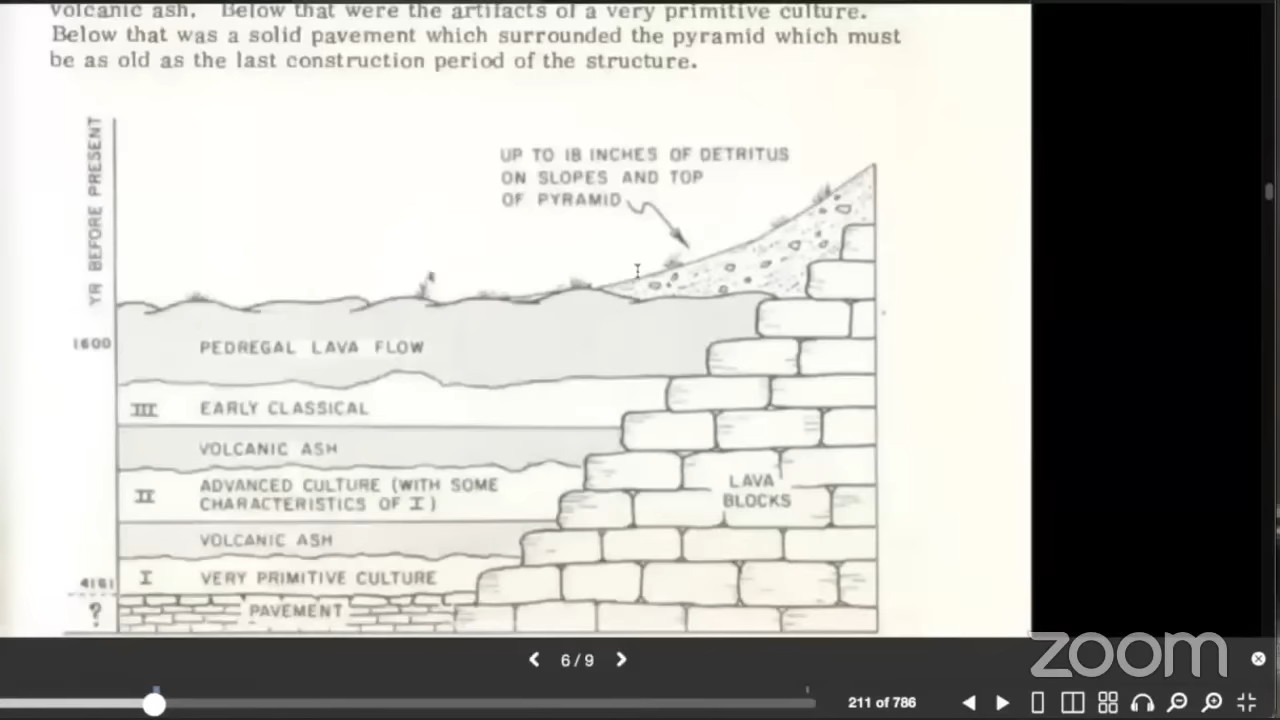 volcanic ash. Below that were the artifacts of a very primitive culture.
Below that was a solid pavement which surrounded the pyramid which must
be as old as the last construction period of the structure.
YR BEFORE PRESENT
UP TO 18 INCHES OF DETRITUS
ON SLOPES AND TOP
OF PYRAMID
1600
PEDREGAL LAVA FLOW
III EARLY CLASSICAL
VOLCANIC ASH
II ADVANCED CULTURE (WITH SOME
CHARACTERISTICS OF I)
LAVA
BLOCKS
VOLCANIC ASH
4161 I VERY PRIMITIVE CULTURE
? PAVEMENT
6/9
zoom
211 of 786